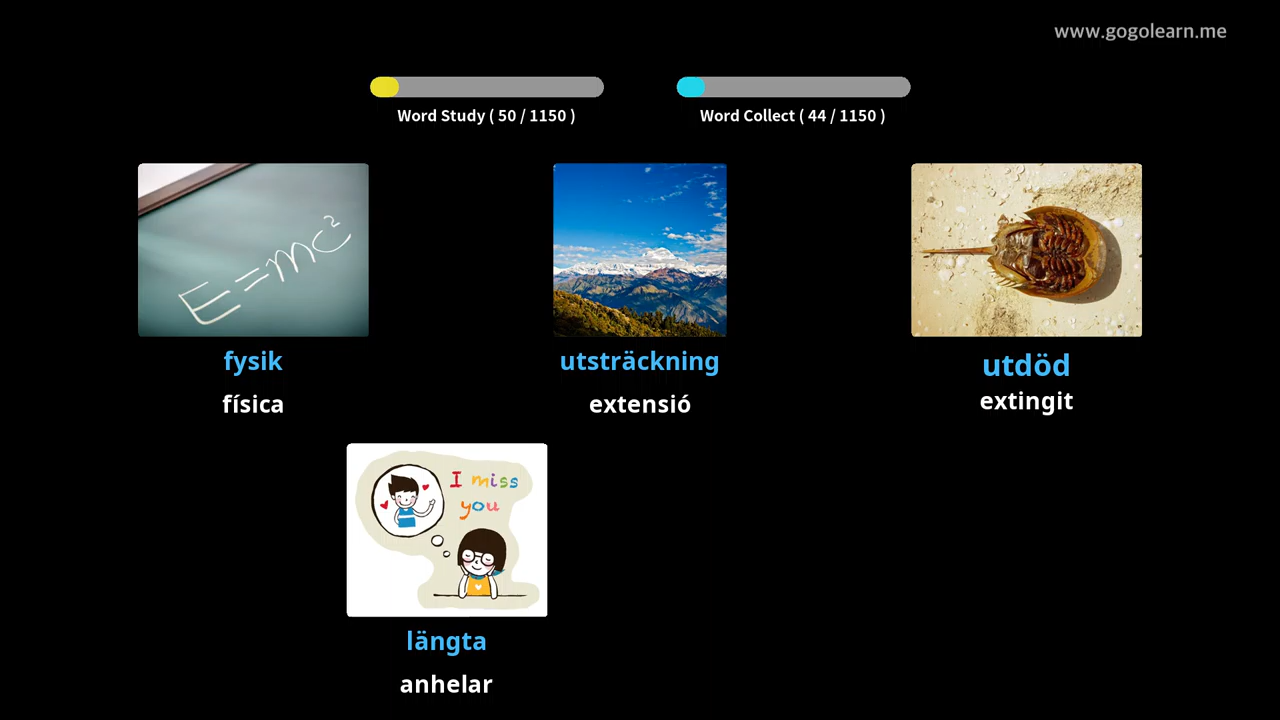 www.gogolearn.me
Word Study ( 50 / 1150 )
Word Collect ( 44 / 1150 )
E=mc²
fysik
física
utsträckning
extensió
utdöd
extingit
I miss
you
längta
anhelar